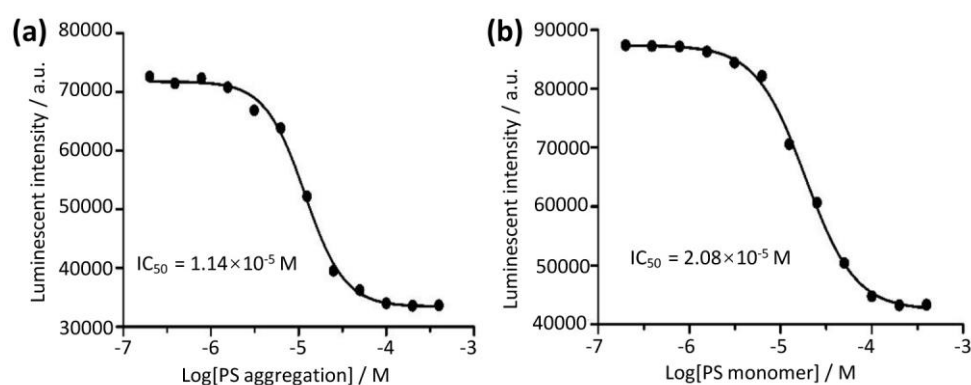 (a)
Luminescent intensity / a.u.
80000
70000
60000
50000
40000
30000
IC₅₀ = 1.14×10⁻⁵ M
-7
-6
-5
-4
-3
Log[PS aggregation] / M
(b)
Luminescent intensity / a.u.
90000
80000
70000
60000
50000
40000
IC₅₀ = 2.08×10⁻⁵ M
-7
-6
-5
-4
-3
Log[PS monomer] / M